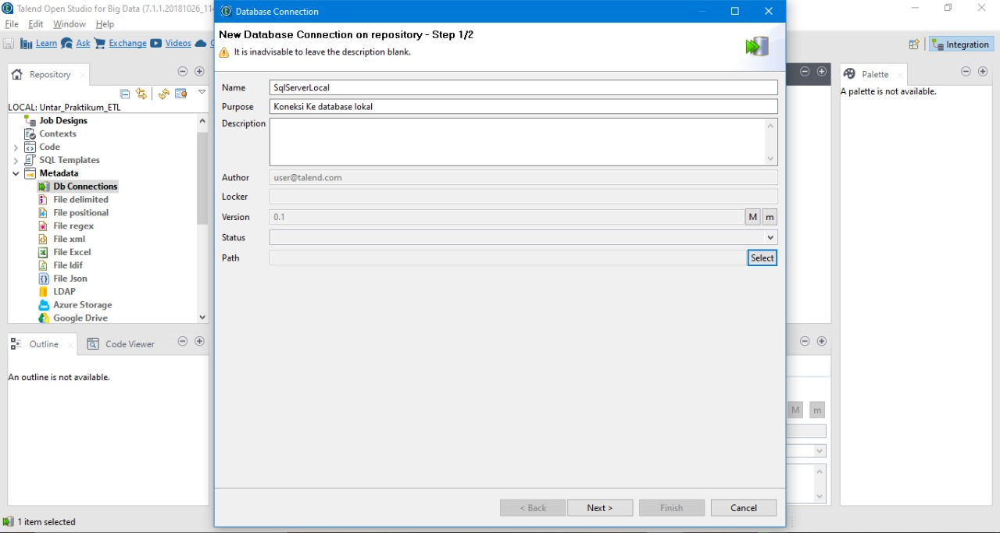 Talend Open Studio for Big Data (7.1.1.20181026_114
Database Connection
File Edit Window Help
New Database Connection on repository - Step 1/2
It is inadvisable to leave the description blank.
Learn Ask Exchange Videos
Integration
Repository
Palette
A palette is not available.
LOCAL: Untar_Praktikum_ETL
Job Designs
Contexts
Code
SQL Templates
Metadata
Db Connections
File delimited
File positional
File regex
File xml
File Excel
File ldif
File Json
LDAP
Azure Storage
Google Drive
Name SqlServerLocal
Purpose Koneksi Ke database lokal
Description
Author user@talend.com
Locker
Version 0.1 M m
Status
Path Select
Outline Code Viewer
An outline is not available.
M m
< Back Next > Finish Cancel
1 item selected